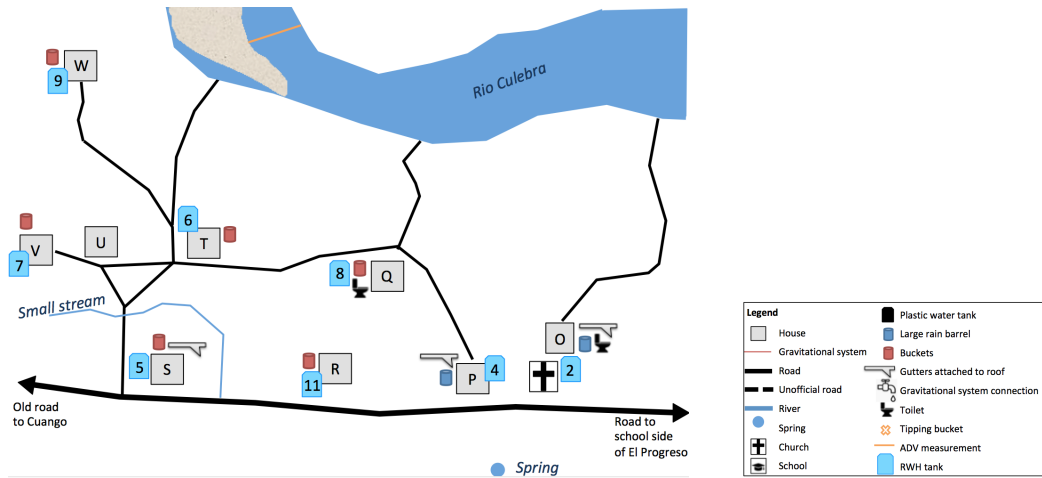 Rio Culebra
W
9
6
T
U
V
7
8
Q
Small stream
5
S
11
R
P
4
O
2
Old road
to Cuango
Road to
school side
of El Progreso
Spring
Legend
House
Gravitational system
Road
Unofficial road
River
Spring
Church
School
Plastic water tank
Large rain barrel
Buckets
Gutters attached to roof
Gravitational system connection
Toilet
Tipping bucket
ADV measurement
RWH tank